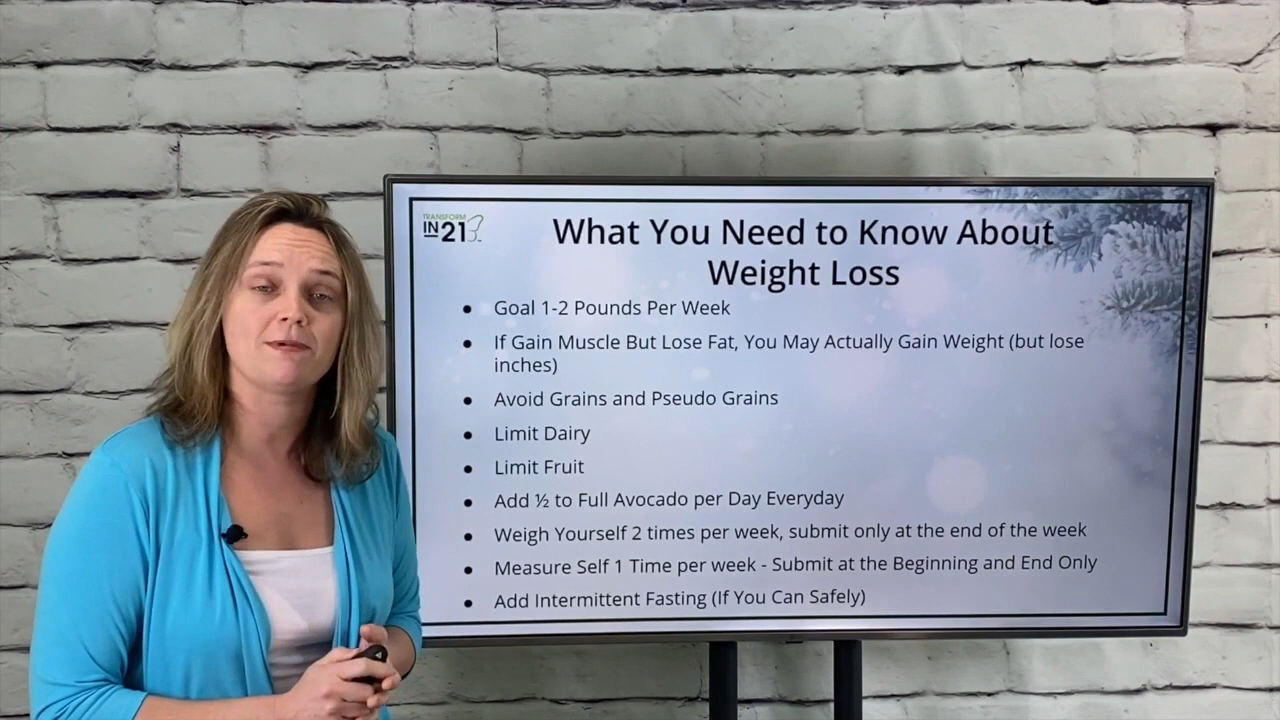 TRANSFORM
IN 21
What You Need to Know About
Weight Loss
● Goal 1-2 Pounds Per Week
● If Gain Muscle But Lose Fat, You May Actually Gain Weight (but lose
inches)
● Avoid Grains and Pseudo Grains
● Limit Dairy
● Limit Fruit
● Add ½ to Full Avocado per Day Everyday
● Weigh Yourself 2 times per week, submit only at the end of the week
● Measure Self 1 Time per week - Submit at the Beginning and End Only
● Add Intermittent Fasting (If You Can Safely)